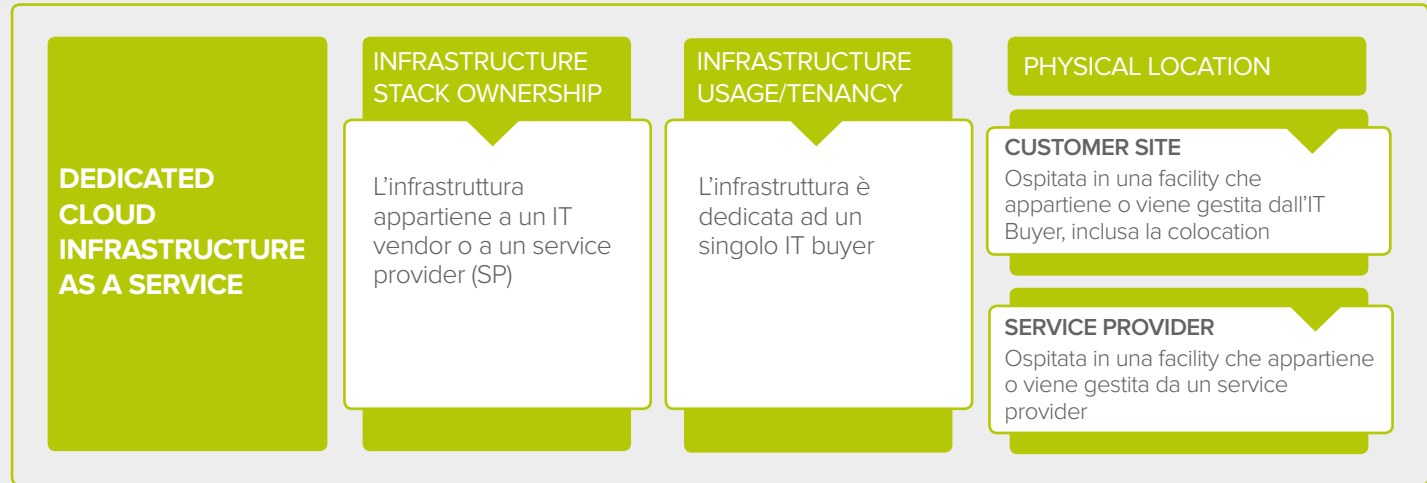 DEDICATED
CLOUD
INFRASTRUCTURE
AS A SERVICE
INFRASTRUCTURE
STACK OWNERSHIP
L’infrastruttura
appartiene a un IT
vendor o a un service
provider (SP)
INFRASTRUCTURE
USAGE/TENANCY
L’infrastruttura è
dedicata ad un
singolo IT buyer
PHYSICAL LOCATION
CUSTOMER SITE
Ospitata in una facility che
appartiene o viene gestita dall’IT
Buyer, inclusa la colocation
SERVICE PROVIDER
Ospitata in una facility che appartiene
o viene gestita da un service
provider